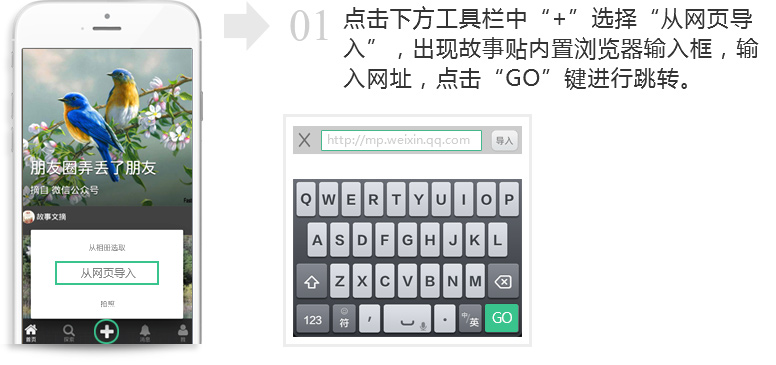 01
点击下方工具栏中“+”选择“从网页导
入”，出现故事贴内置浏览器输入框，输
入网址，点击“GO”键进行跳转。
朋友圈弄丢了朋友
摘自 微信公众号
故事文摘
从相册选取
从网页导入
拍照
首页 探索 消息 我
http://mp.weixin.qq.com 导入
Q W E R T Y U I O P
A S D F G H J K L
Z X C V B N M
123 符 , . 中/英 GO